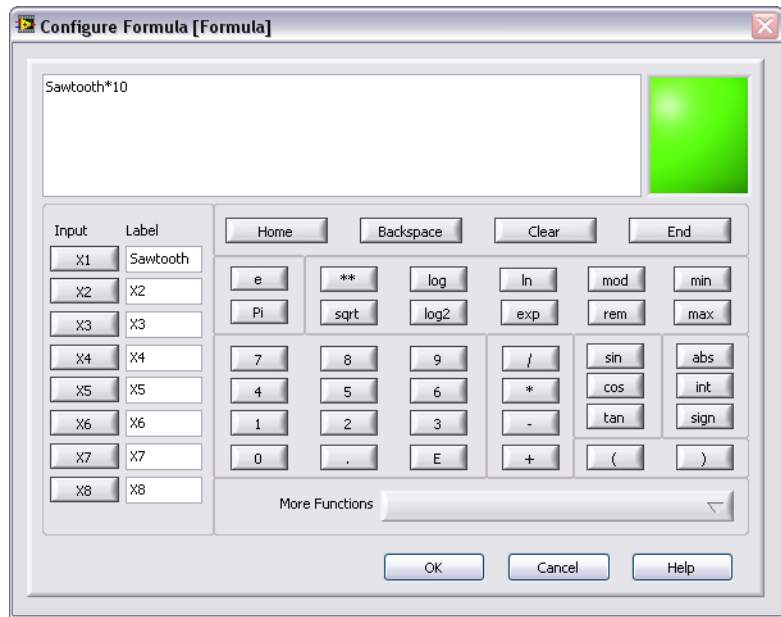 Configure Formula [Formula]
Sawtooth*10
Input Label Home Backspace Clear End
X1 Sawtooth
X2 X2
X3 X3
X4 X4
X5 X5
X6 X6
X7 X7
X8 X8
e ** log ln mod min
Pi sqrt log2 exp rem max
7 8 9 / sin abs
4 5 6 * cos int
1 2 3 - tan sign
0 . E + ( )
More Functions
OK Cancel Help